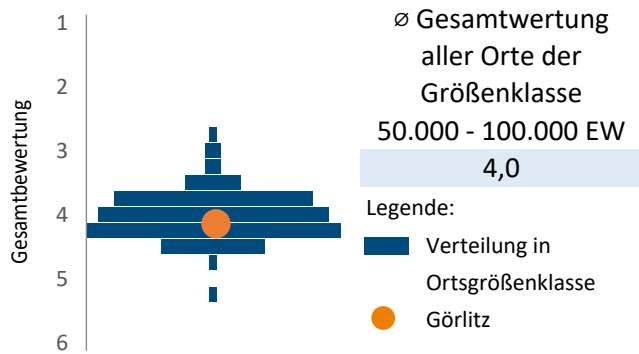 Gesamtbewertung
1
2
3
4
5
6
⌀ Gesamtwertung
aller Orte der
Größenklasse
50.000 - 100.000 EW
4,0
Legende:
Verteilung in
Ortsgrößenklasse
Görlitz